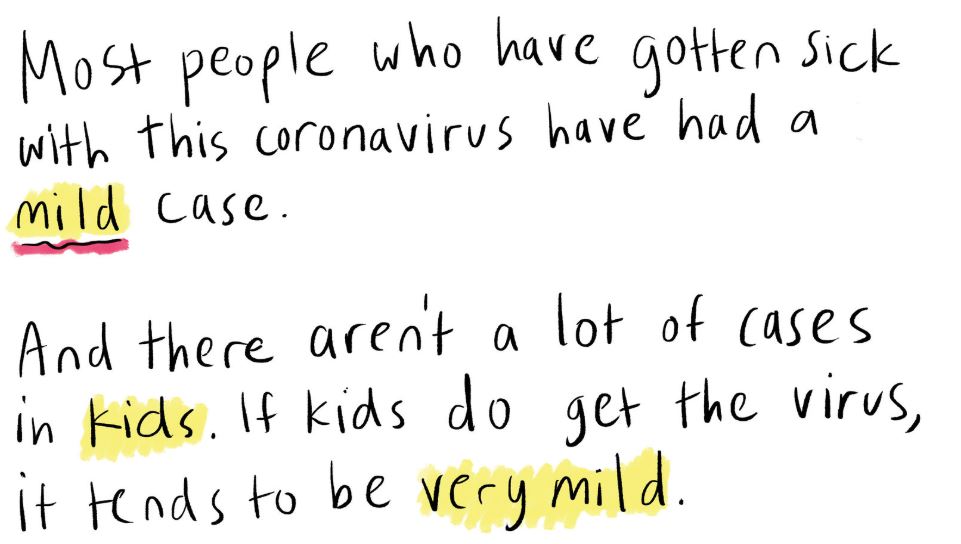 Most people who have gotten sick
with this coronavirus have had a
mild case.
And there aren't a lot of cases
in kids. If kids do get the virus,
it tends to be very mild.